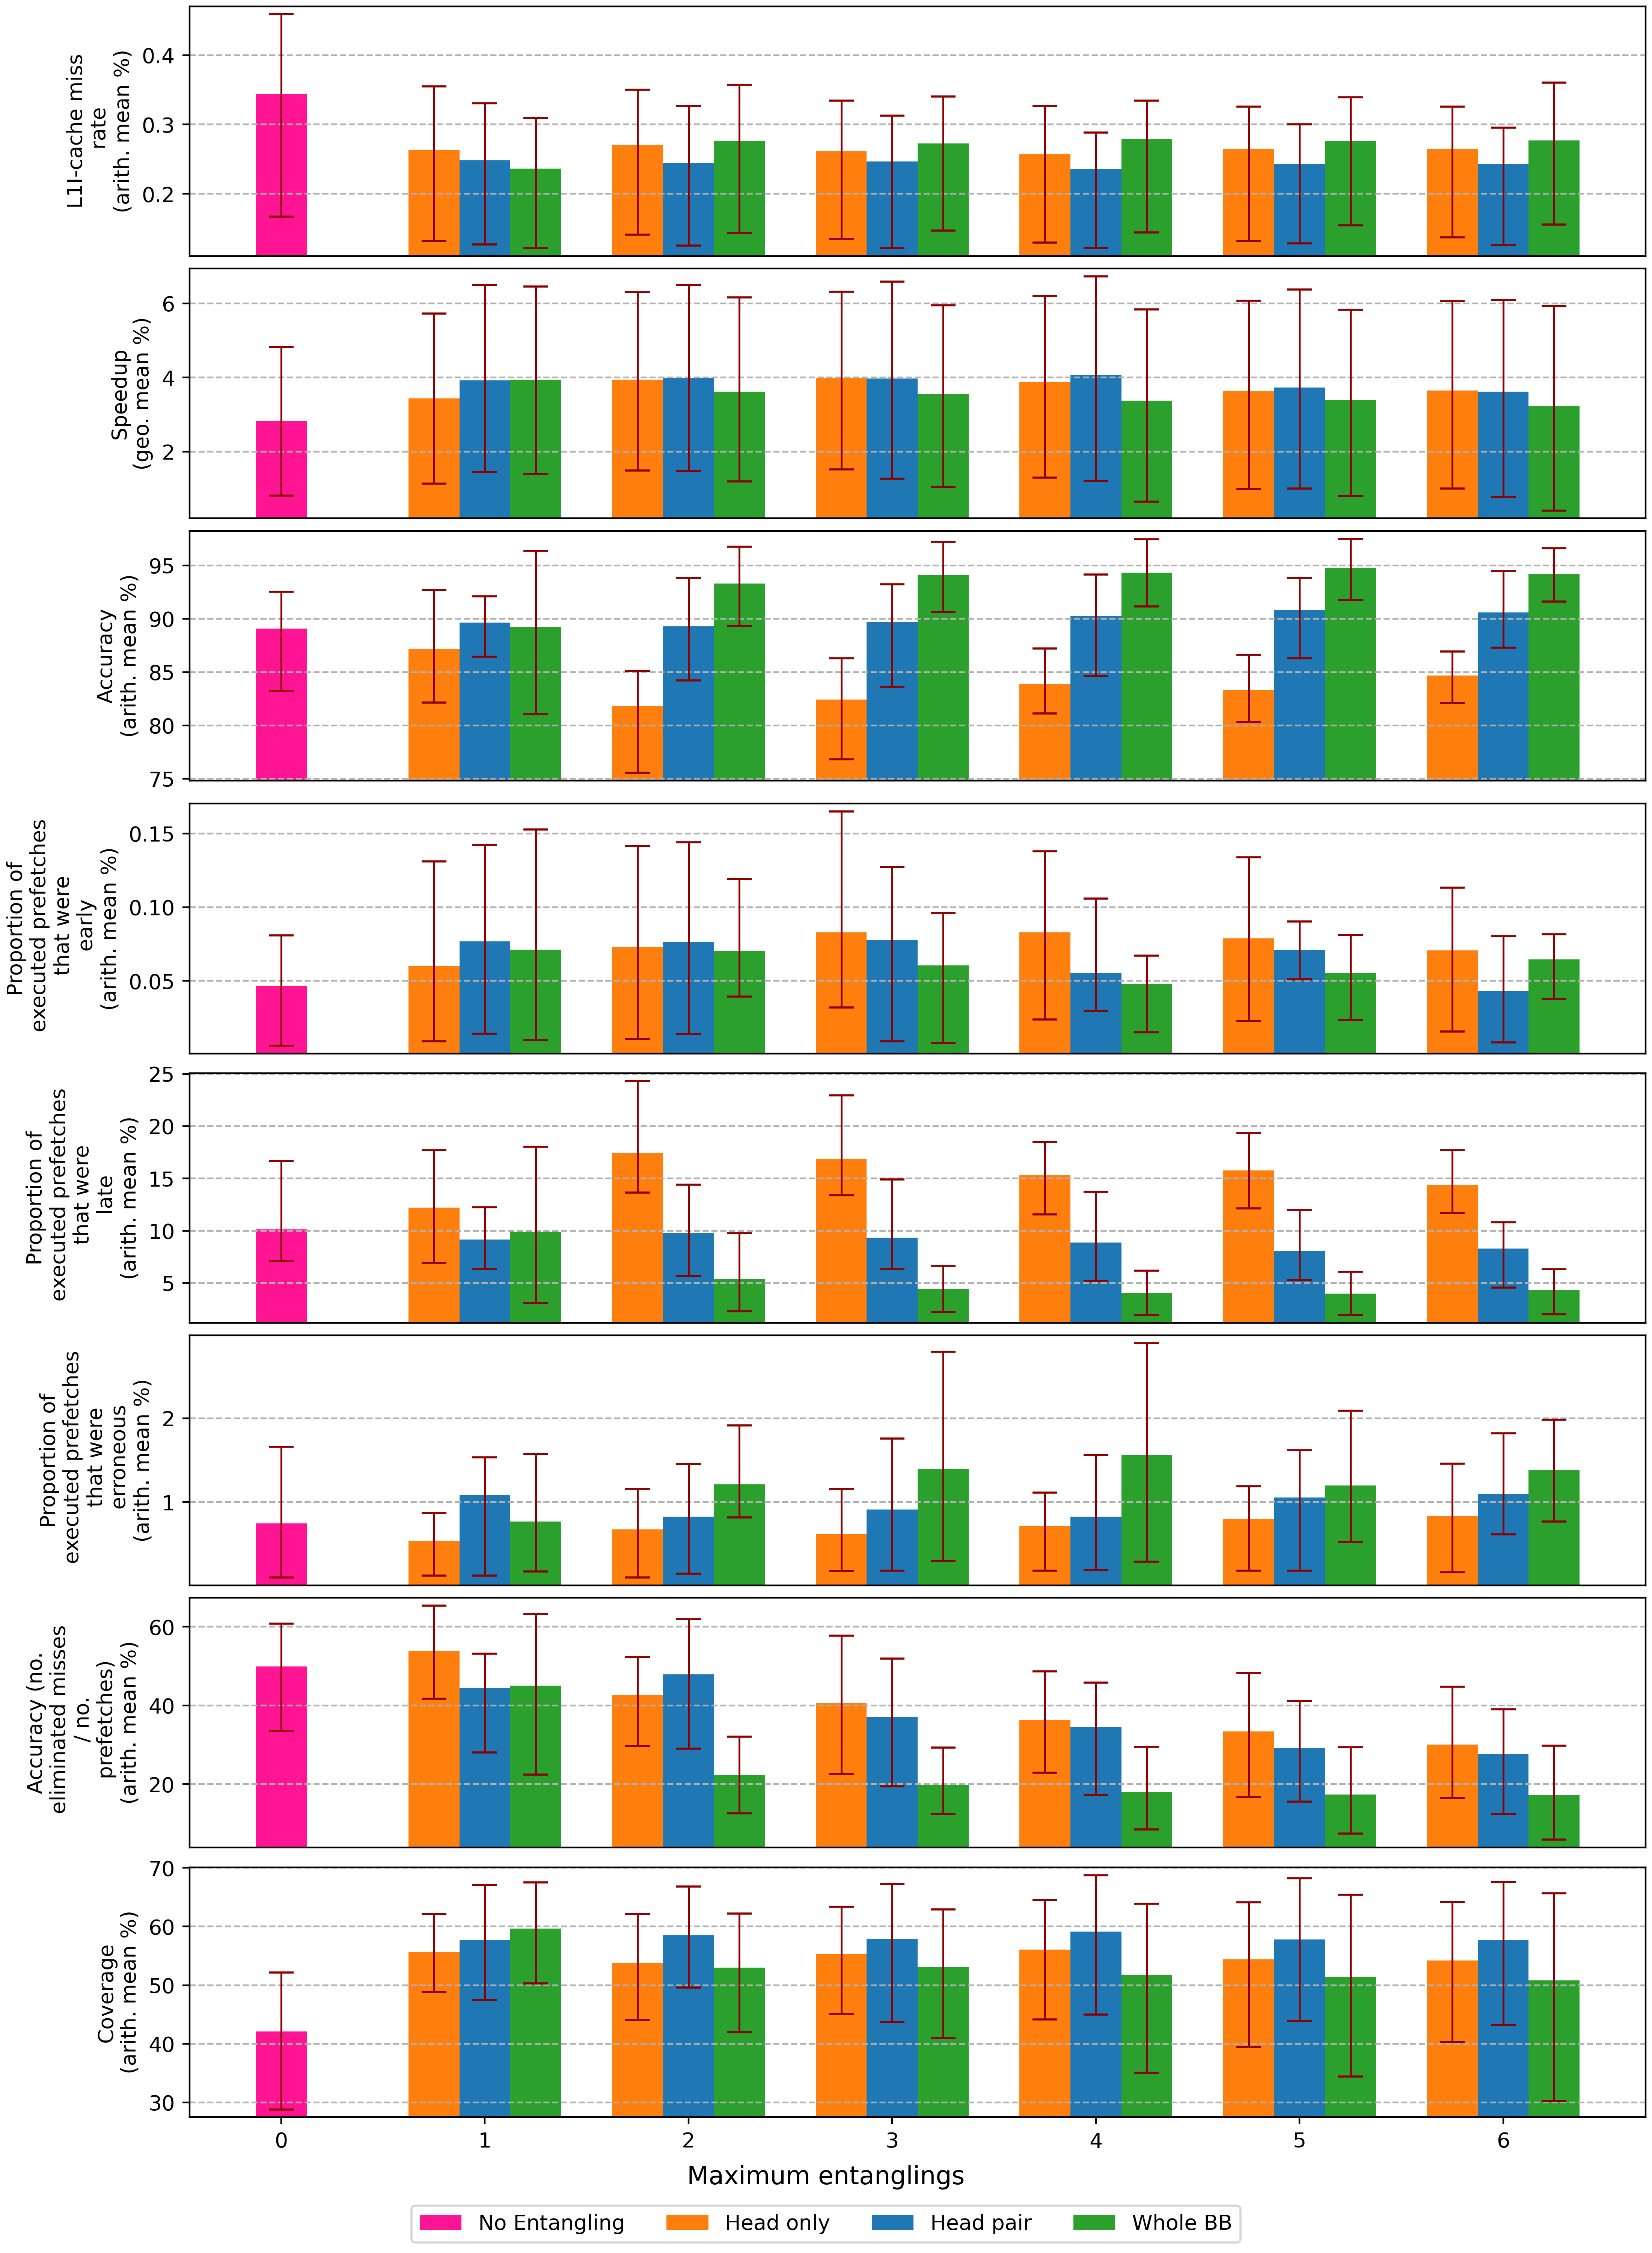 L1I-cache miss
rate
(arith. mean %)
0.4
0.3
0.2
Speedup
(geo. mean %)
6
4
2
Accuracy
(arith. mean %)
95
90
85
80
75
Proportion of
executed prefetches
that were
early
(arith. mean %)
0.15
0.10
0.05
Proportion of
executed prefetches
that were
late
(arith. mean %)
25
20
15
10
5
Proportion of
executed prefetches
that were
erroneous
(arith. mean %)
2
1
Accuracy (no.
eliminated misses
/ no.
prefetches)
(arith. mean %)
60
40
20
Coverage
(arith. mean %)
70
60
50
40
30
0 1 2 3 4 5 6
Maximum entanglings
No Entangling Head only Head pair Whole BB